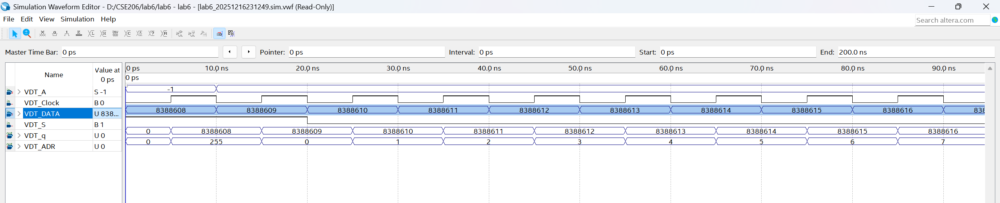 Simulation Waveform Editor - D:/CSE206/lab6/lab6 - lab6 - [lab6_20251216231249.sim.vwf (Read-Only)]
File Edit View Simulation Help
Search altera.com
Master Time Bar: 0 ps Pointer: 0 ps Interval: 0 ps Start: 0 ps End: 200.0 ns
Name Value at 0 ps
0 ps 10.0 ns 20.0 ns 30.0 ns 40.0 ns 50.0 ns 60.0 ns 70.0 ns 80.0 ns 90.0 ns
0 ps
VDT_A S -1 -1
VDT_Clock B 0
VDT_DATA U 838... 8388608 8388609 8388610 8388611 8388612 8388613 8388614 8388615 8388616 838
VDT_S B 1
VDT_q U 0 0 8388608 8388609 8388610 8388611 8388612 8388613 8388614 8388615 8388616
VDT_ADR U 0 0 255 0 1 2 3 4 5 6 7